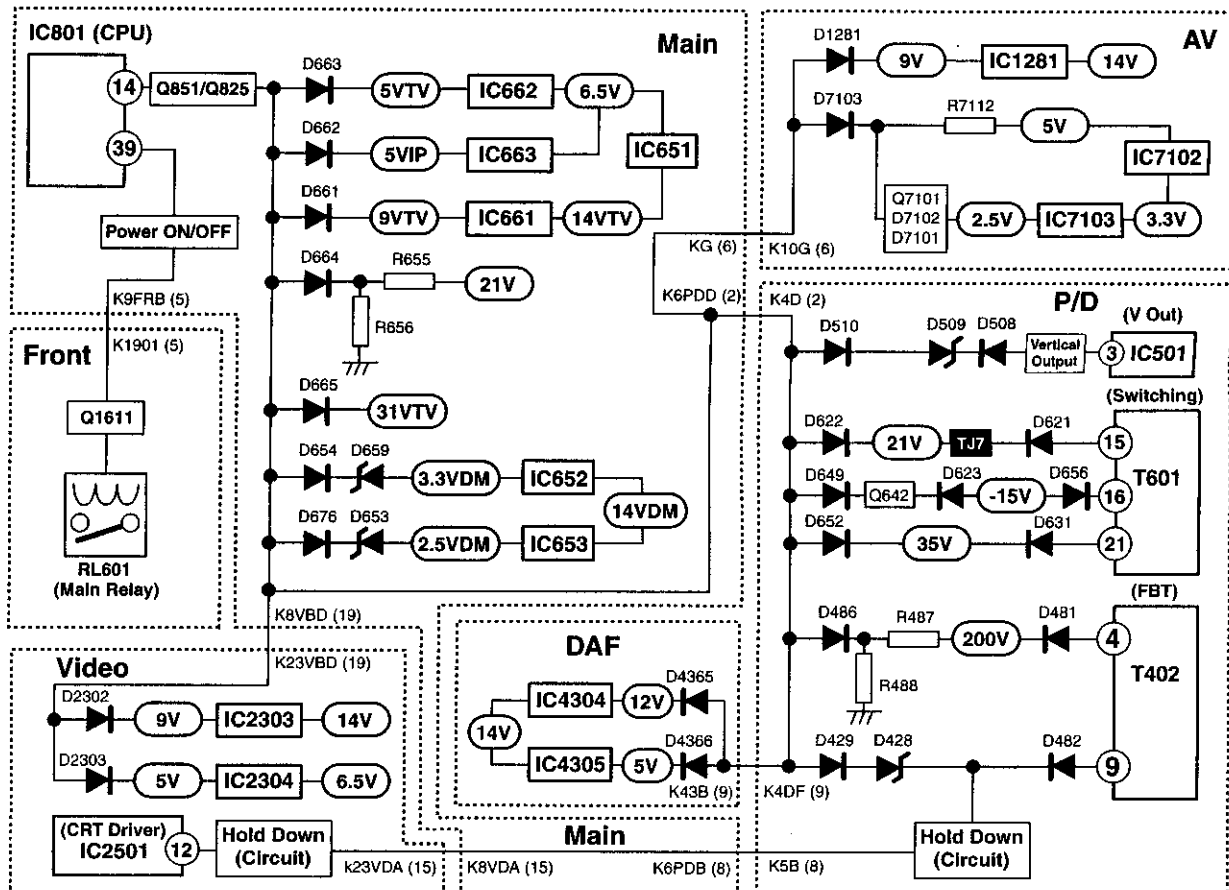 IC801 (CPU)
Main
14
Q851/Q825
39
D663
5VTV
IC662
6.5V
D662
5VIP
IC663
IC651
D661
9VTV
IC661
14VTV
Power ON/OFF
D664
R655
21V
R656
K9FRB (5)
KG (6)
K6PDD (2)
D665
31VTV
D654
D659
3.3VDM
IC652
14VDM
D676
D653
2.5VDM
IC653
K8VBD (19)
AV
D1281
9V
IC1281
14V
D7103
R7112
5V
IC7102
Q7101
D7102
D7101
2.5V
IC7103
3.3V
K10G (6)
Front
K1901 (5)
Q1611
RL601
(Main Relay)
P/D
K4D (2)
D510
D509
D508
Vertical
Output
(V Out)
3
IC501
(Switching)
D622
21V
TJ7
D621
15
T601
D649
Q642
D623
-15V
D656
16
D652
35V
D631
21
(FBT)
D486
R487
200V
D481
4
T402
R488
D429
D428
D482
9
K4DF (9)
Hold Down
(Circuit)
K5B (8)
DAF
IC4304
12V
D4365
14V
IC4305
5V
D4366
K43B (9)
Video
K23VBD (19)
D2302
9V
IC2303
14V
D2303
5V
IC2304
6.5V
(CRT Driver)
IC2501
12
Hold Down
(Circuit)
k23VDA (15)
Main
K8VDA (15)
K6PDB (8)